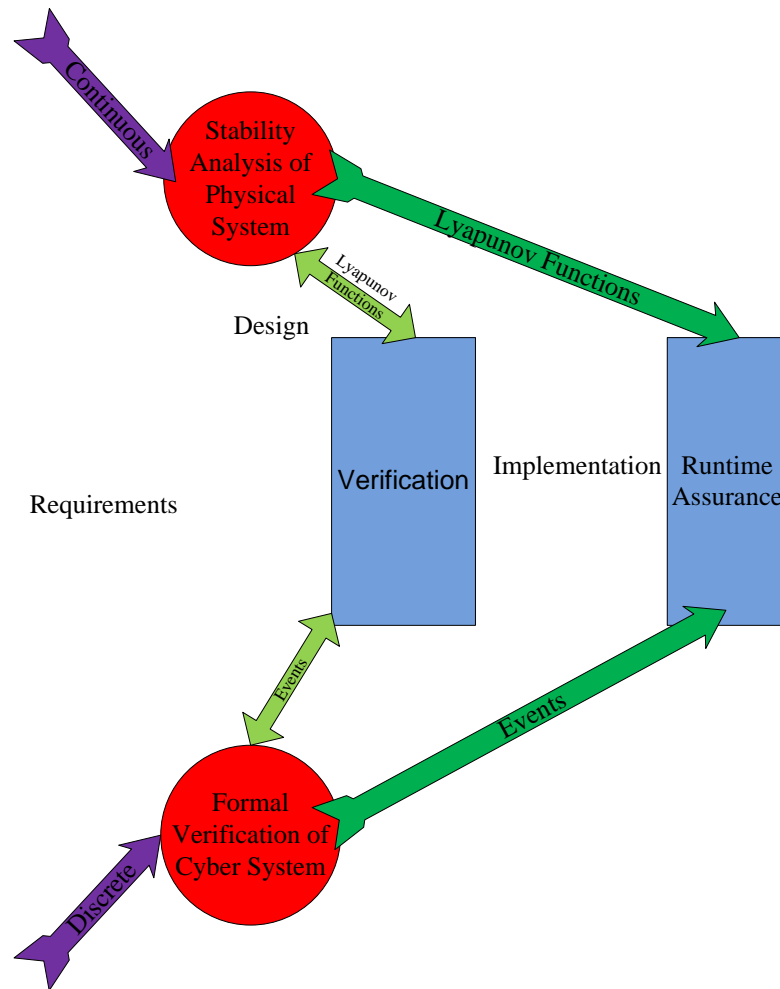 Continuous
Stability
Analysis of
Physical
System
Lyapunov Functions
Lyapunov
Functions
Design
Verification
Implementation
Runtime
Assurance
Requirements
Events
Events
Formal
Verification of
Cyber System
Discrete